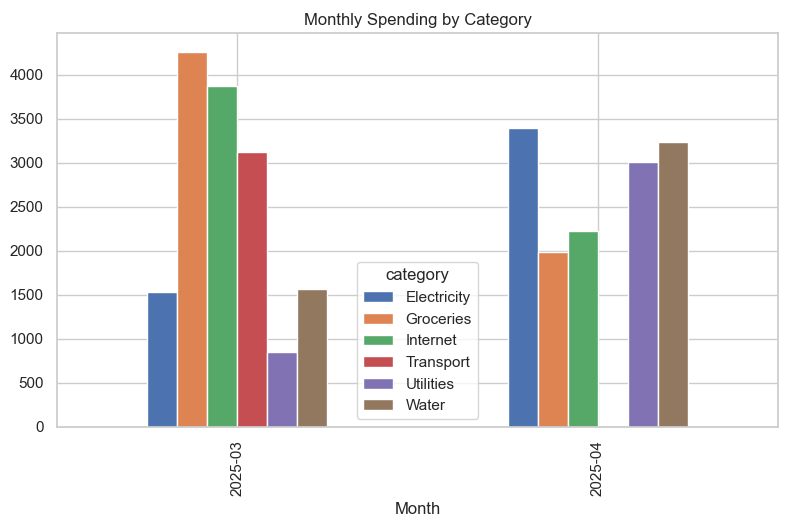 Monthly Spending by Category
4000
3500
3000
2500
2000
1500
1000
500
0
category
Electricity
Groceries
Internet
Transport
Utilities
Water
2025-03
2025-04
Month